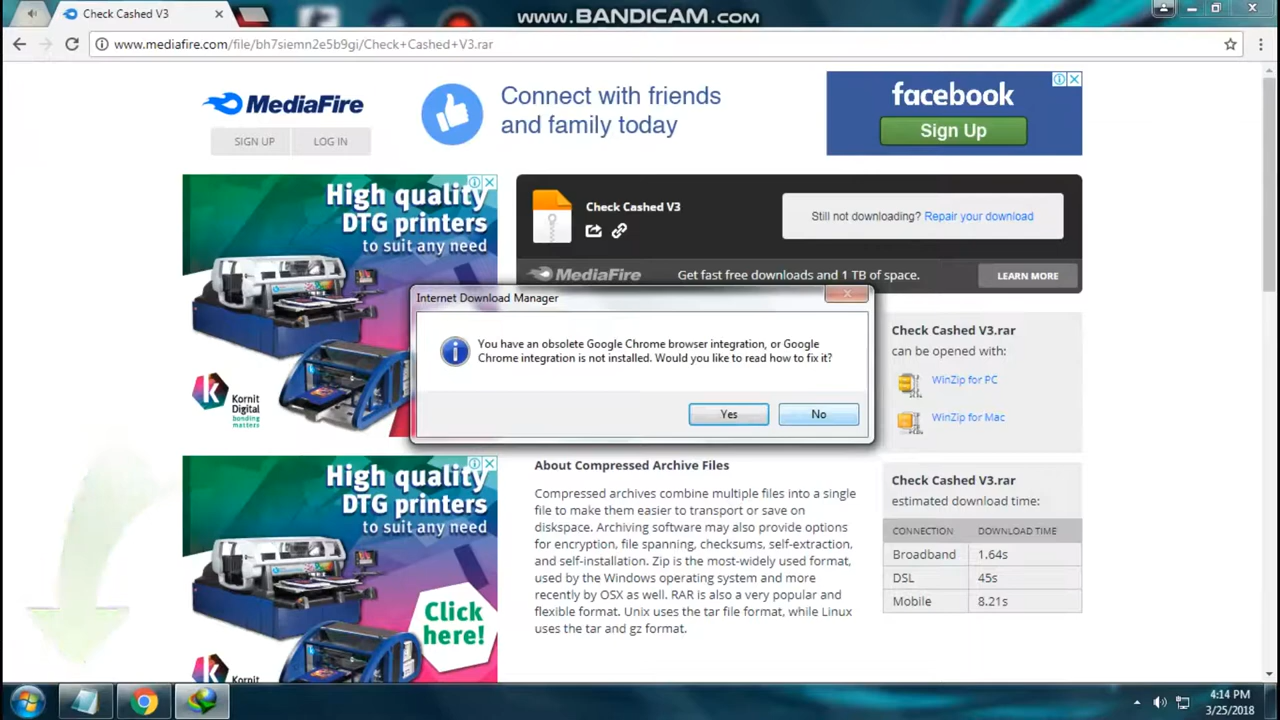 Check Cashed V3
www.BANDICAM.com
www.mediafire.com/file/bh7siemn2e5b9gi/Check+Cashed+V3.rar
MediaFire
SIGN UP
LOG IN
Connect with friends
and family today
facebook
Sign Up
High quality
DTG printers
to suit any need
Kornit
Digital
bonding
matters
Check Cashed V3
Still not downloading? Repair your download
MediaFire
Get fast free downloads and 1 TB of space.
LEARN MORE
Internet Download Manager
You have an obsolete Google Chrome browser integration, or Google
Chrome integration is not installed. Would you like to read how to fix it?
Yes
No
Check Cashed V3.rar
can be opened with:
WinZip for PC
WinZip for Mac
High quality
DTG printers
to suit any need
Click
here!
About Compressed Archive Files
Compressed archives combine multiple files into a single
file to make them easier to transport or save on
diskspace. Archiving software may also provide options
for encryption, file spanning, checksums, self-extraction,
and self-installation. Zip is the most-widely used format,
used by the Windows operating system and more
recently by OSX as well. RAR is also a very popular and
flexible format. Unix uses the tar file format, while Linux
uses the tar and gz format.
Check Cashed V3.rar
estimated download time:
CONNECTION DOWNLOAD TIME
Broadband 1.64s
DSL 45s
Mobile 8.21s
Kornit
4:14 PM
3/25/2018